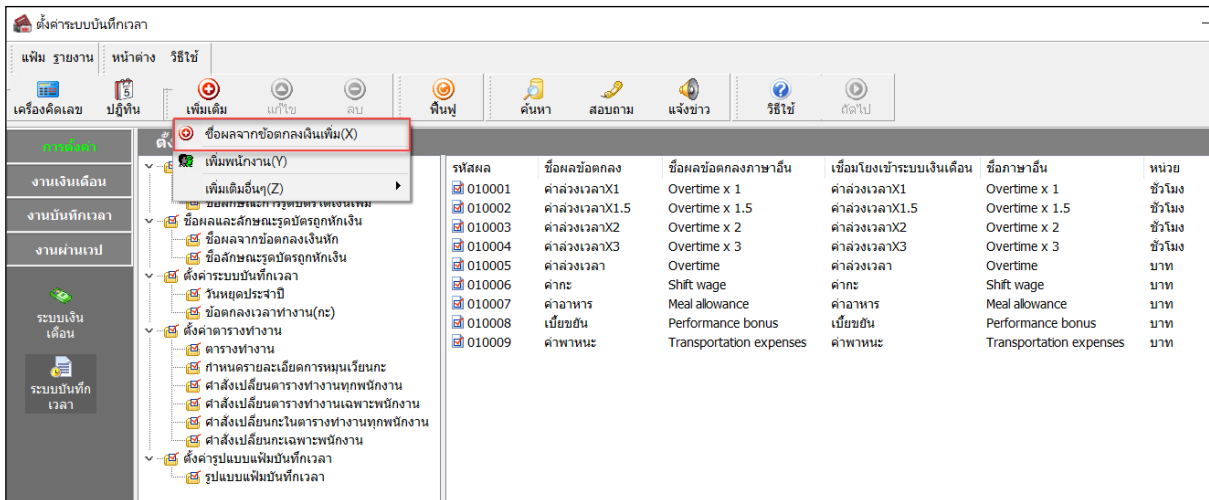 ตั้งค่าระบบบันทึกเวลา
แฟ้ม รายงาน หน้าต่าง วิธีใช้
เครื่องคิดเลข ปฏิทิน เพิ่มเติม แก้ไข ลบ ฟื้นฟู ค้นหา สอบถาม แจ้งข่าว วิธีใช้ ถัดไป
การตั้งค่า
งานเงินเดือน
งานบันทึกเวลา
งานผ่านเวป
ระบบเงิน
เดือน
ระบบบันทึก
เวลา
ชื่อผลจากข้อตกลงเงินเพิ่ม(X)
เพิ่มพนักงาน(Y)
เพิ่มเติมอื่นๆ(Z)
ชื่อลักษณะการรูดบัตรได้เงินเพิ่ม
ชื่อผลและลักษณะรูดบัตรถูกหักเงิน
ชื่อผลจากข้อตกลงเงินหัก
ชื่อลักษณะรูดบัตรถูกหักเงิน
ตั้งค่าระบบบันทึกเวลา
วันหยุดประจำปี
ข้อตกลงเวลาทำงาน(กะ)
ตั้งค่าตารางทำงาน
ตารางทำงาน
กำหนดรายละเอียดการหมุนเวียนกะ
คำสั่งเปลี่ยนตารางทำงานทุกพนักงาน
คำสั่งเปลี่ยนตารางทำงานเฉพาะพนักงาน
คำสั่งเปลี่ยนกะในตารางทำงานทุกพนักงาน
คำสั่งเปลี่ยนกะเฉพาะพนักงาน
ตั้งค่ารูปแบบแฟ้มบันทึกเวลา
รูปแบบแฟ้มบันทึกเวลา
รหัสผล ชื่อผลข้อตกลง ชื่อผลข้อตกลงภาษาอื่น เชื่อมโยงเข้าระบบเงินเดือน ชื่อภาษาอื่น หน่วย
010001 ค่าล่วงเวลาX1 Overtime x 1 ค่าล่วงเวลาX1 Overtime x 1 ชั่วโมง
010002 ค่าล่วงเวลาX1.5 Overtime x 1.5 ค่าล่วงเวลาX1.5 Overtime x 1.5 ชั่วโมง
010003 ค่าล่วงเวลาX2 Overtime x 2 ค่าล่วงเวลาX2 Overtime x 2 ชั่วโมง
010004 ค่าล่วงเวลาX3 Overtime x 3 ค่าล่วงเวลาX3 Overtime x 3 ชั่วโมง
010005 ค่าล่วงเวลา Overtime ค่าล่วงเวลา Overtime บาท
010006 ค่ากะ Shift wage ค่ากะ Shift wage บาท
010007 ค่าอาหาร Meal allowance ค่าอาหาร Meal allowance บาท
010008 เบี้ยขยัน Performance bonus เบี้ยขยัน Performance bonus บาท
010009 ค่าพาหนะ Transportation expenses ค่าพาหนะ Transportation expenses บาท